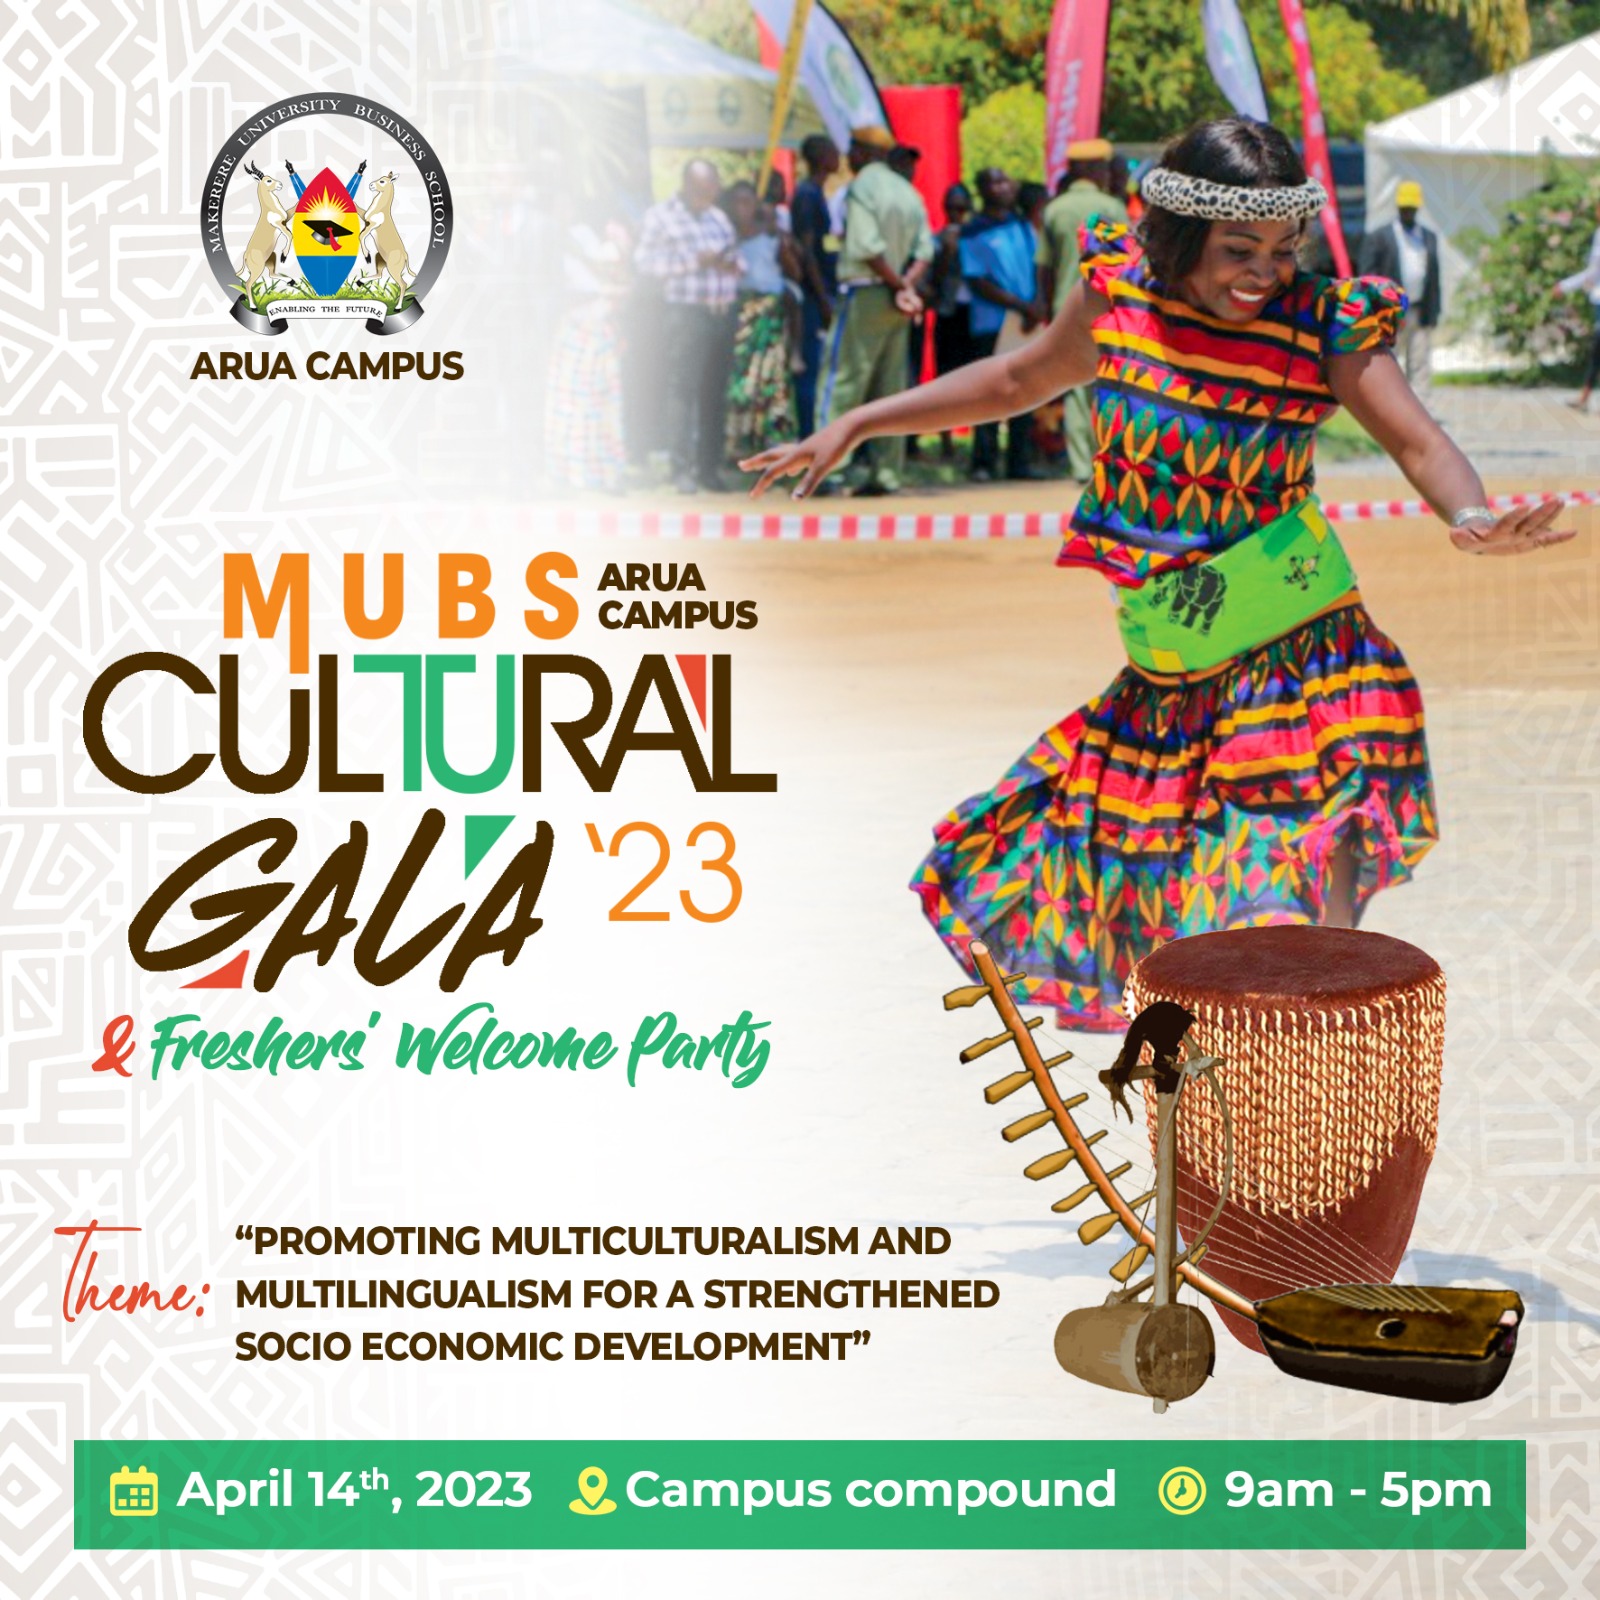 MAKERERE UNIVERSITY BUSINESS SCHOOL
ENABLING THE FUTURE
ARUA CAMPUS
MUBS ARUA CAMPUS
CULTURAL
GALA '23
& Freshers' Welcome Party
Theme: “PROMOTING MULTICULTURALISM AND
MULTILINGUALISM FOR A STRENGTHENED
SOCIO ECONOMIC DEVELOPMENT”
April 14th, 2023 Campus compound 9am - 5pm